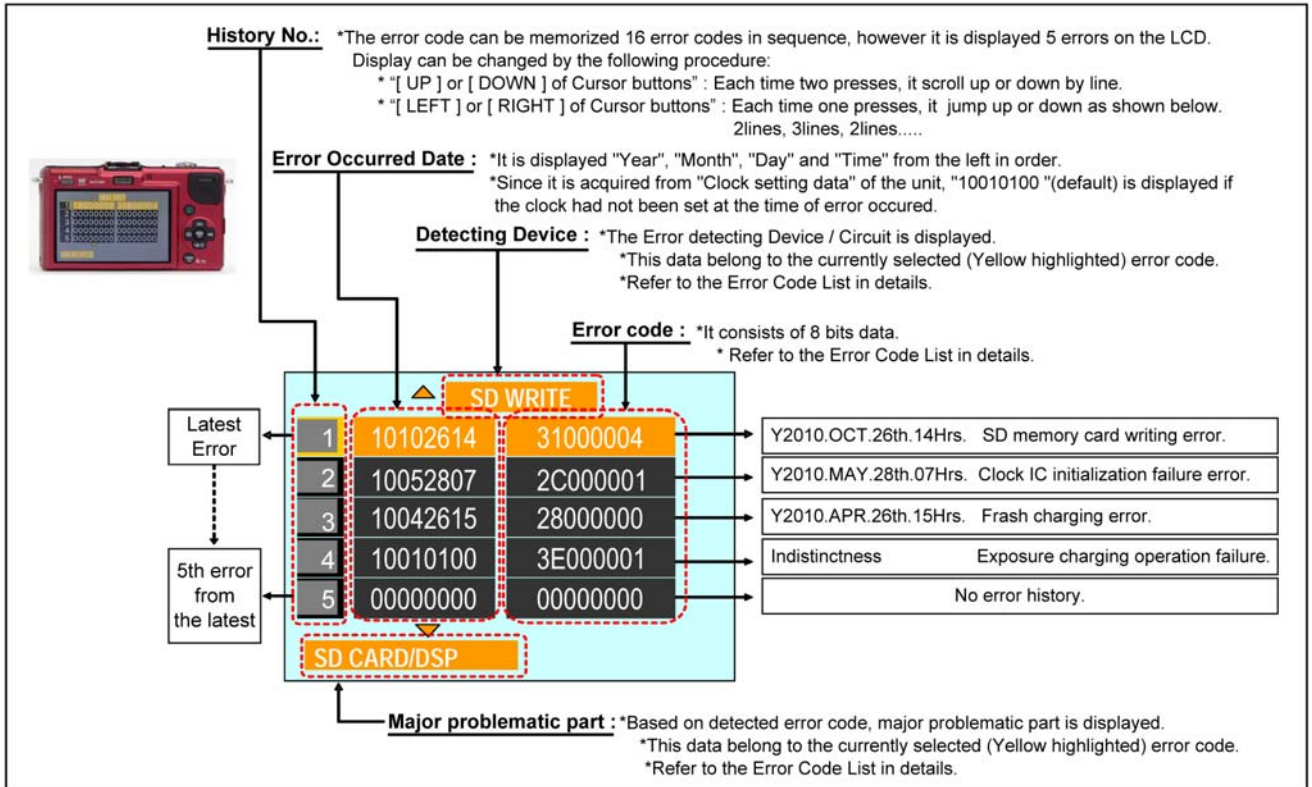 History No.: *The error code can be memorized 16 error codes in sequence, however it is displayed 5 errors on the LCD.
Display can be changed by the following procedure:
* "[ UP ] or [ DOWN ] of Cursor buttons" : Each time two presses, it scroll up or down by line.
* "[ LEFT ] or [ RIGHT ] of Cursor buttons" : Each time one presses, it jump up or down as shown below.
2lines, 3lines, 2lines.....
Error Occurred Date : *It is displayed "Year", "Month", "Day" and "Time" from the left in order.
*Since it is acquired from "Clock setting data" of the unit, "10010100 "(default) is displayed if
the clock had not been set at the time of error occured.
Detecting Device : *The Error detecting Device / Circuit is displayed.
*This data belong to the currently selected (Yellow highlighted) error code.
*Refer to the Error Code List in details.
Error code : *It consists of 8 bits data.
* Refer to the Error Code List in details.
SD WRITE
Latest
Error
1 10102614 31000004 Y2010.OCT.26th.14Hrs. SD memory card writing error.
2 10052807 2C000001 Y2010.MAY.28th.07Hrs. Clock IC initialization failure error.
3 10042615 28000000 Y2010.APR.26th.15Hrs. Frash charging error.
4 10010100 3E000001 Indistinctness Exposure charging operation failure.
5 00000000 00000000 No error history.
5th error
from
the latest
SD CARD/DSP
Major problematic part : *Based on detected error code, major problematic part is displayed.
*This data belong to the currently selected (Yellow highlighted) error code.
*Refer to the Error Code List in details.